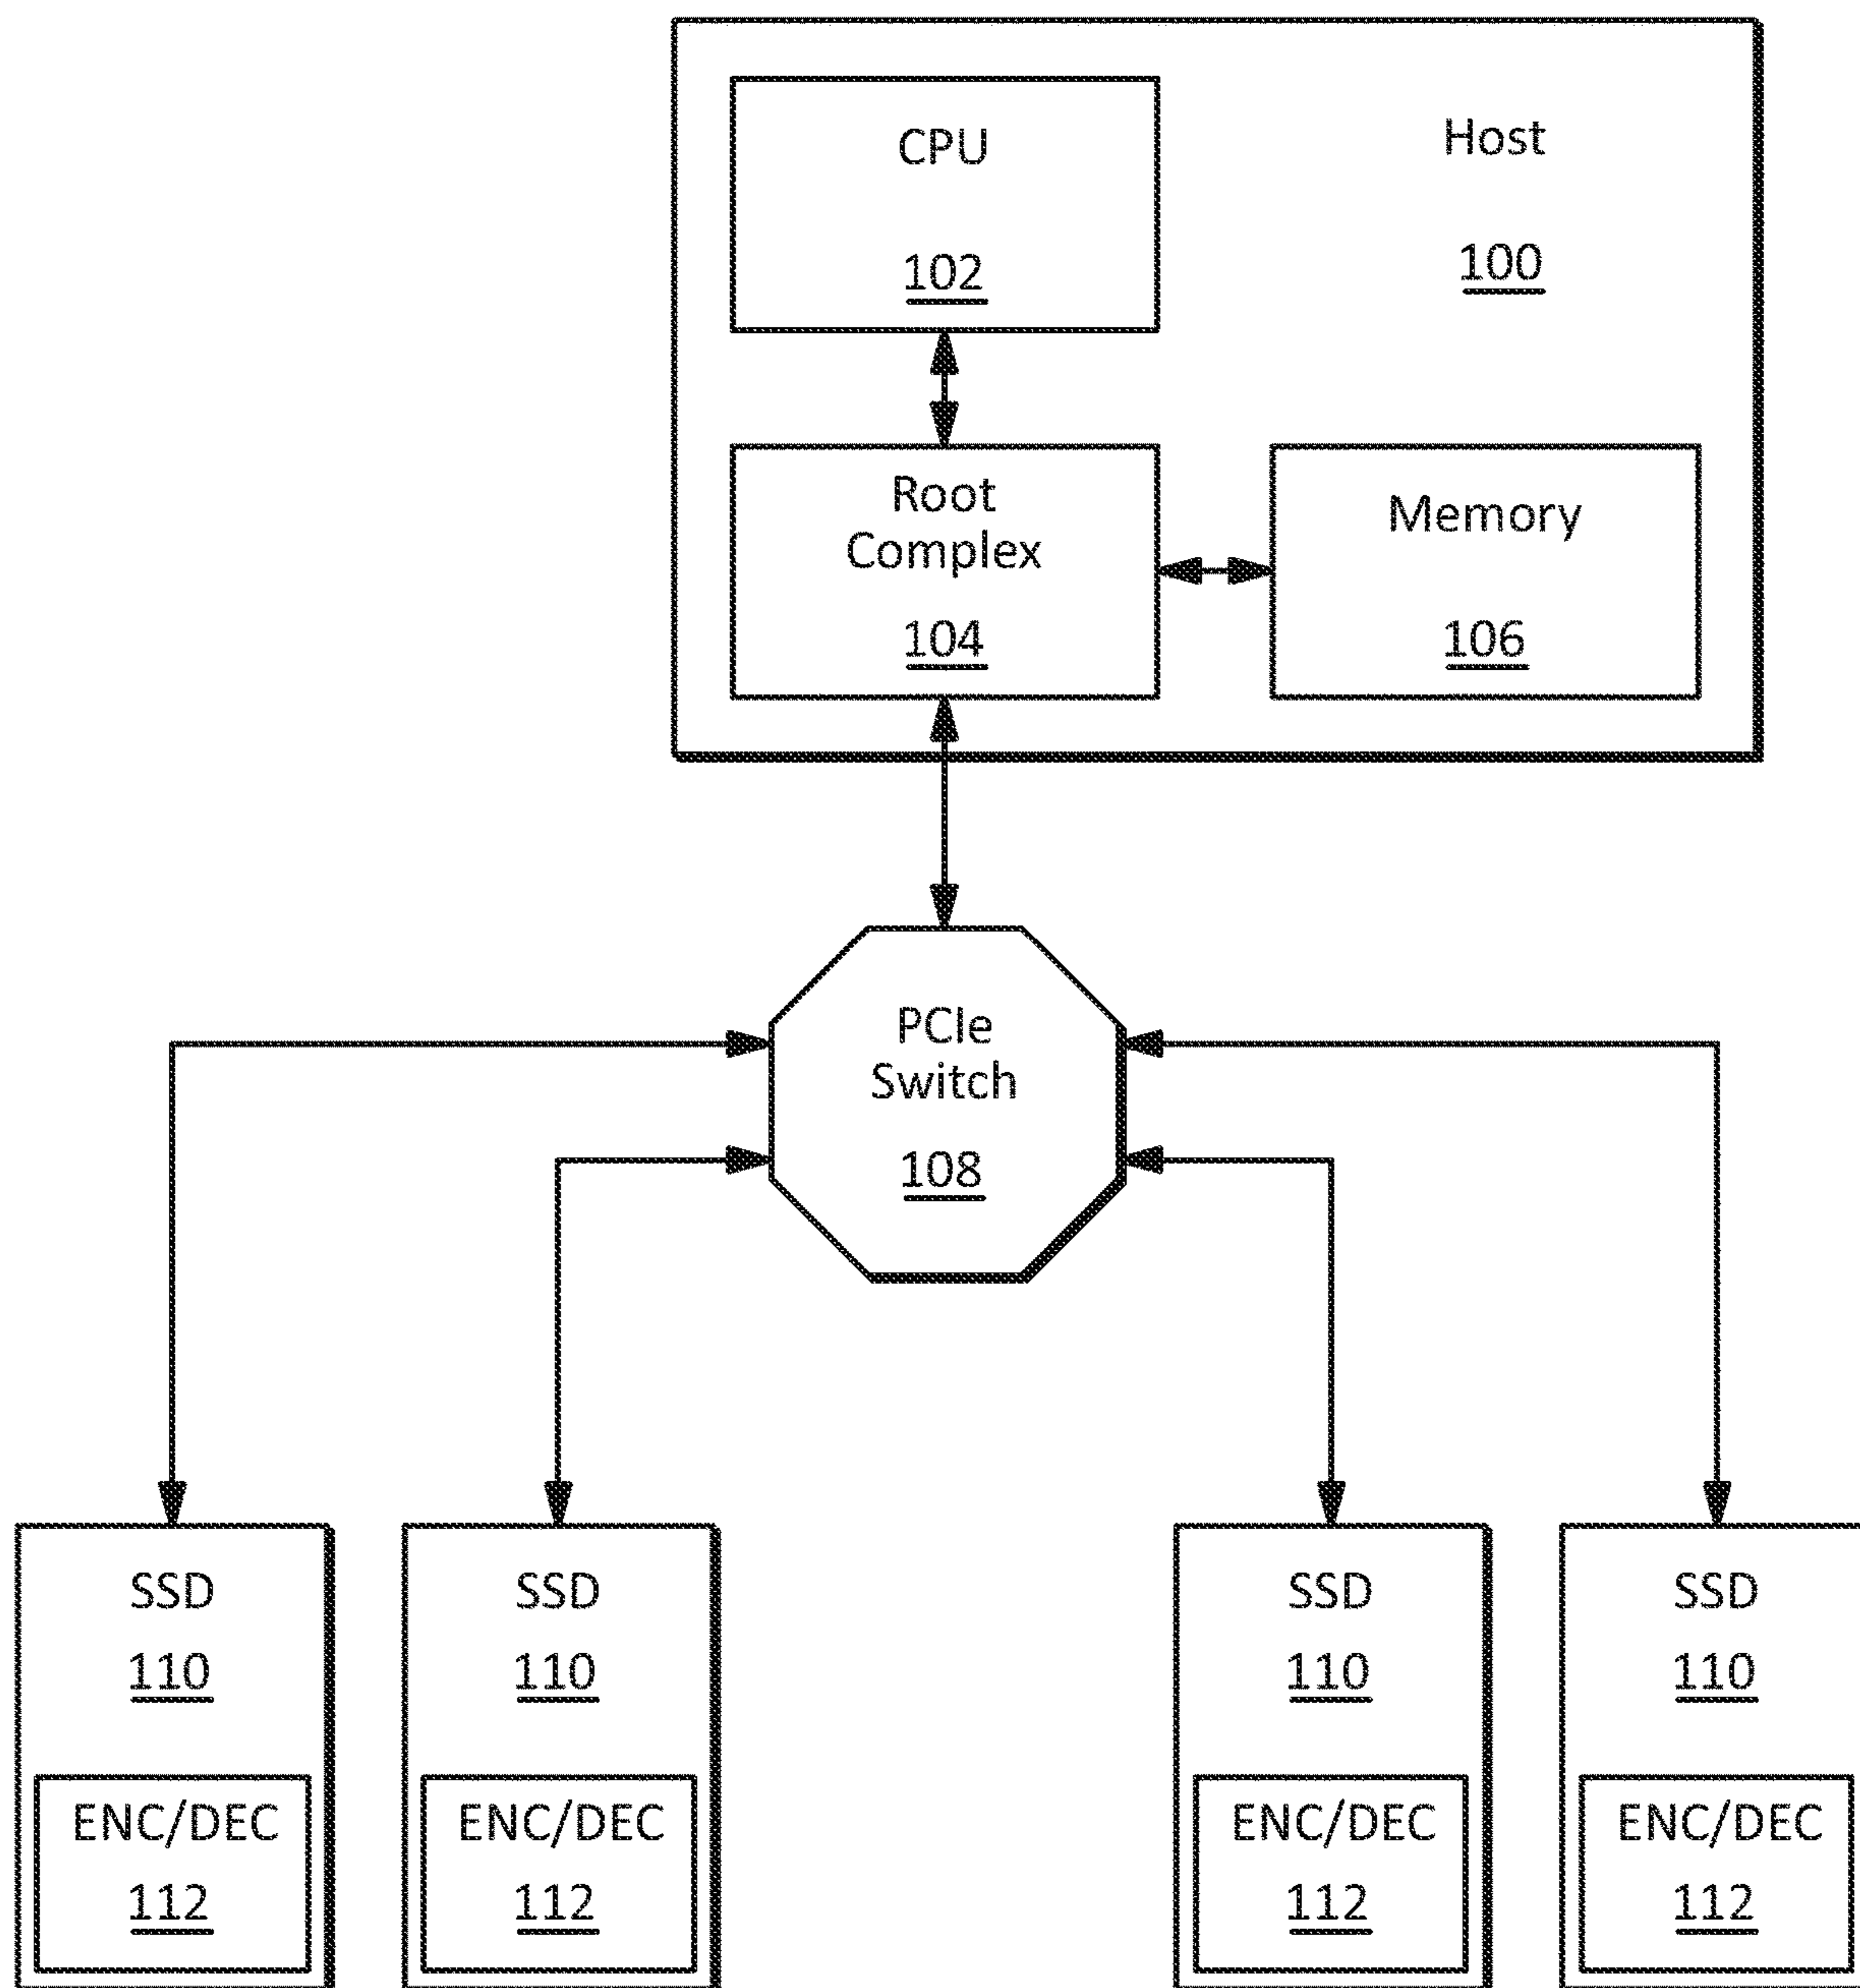 CPU
102
Host
100
Root
Complex
104
Memory
106
PCIe
Switch
108
SSD
110
ENC/DEC
112
SSD
110
ENC/DEC
112
SSD
110
ENC/DEC
112
SSD
110
ENC/DEC
112